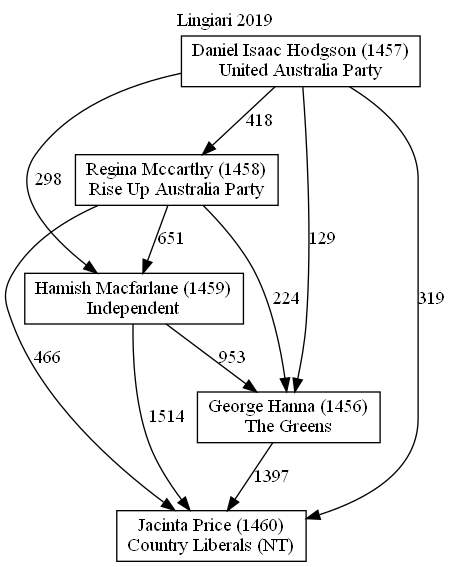 Lingiari 2019
Daniel Isaac Hodgson (1457)
United Australia Party
418
Regina Mccarthy (1458)
Rise Up Australia Party
298
651
129
Hamish Macfarlane (1459)
Independent
224
319
466
953
1514
George Hanna (1456)
The Greens
1397
Jacinta Price (1460)
Country Liberals (NT)